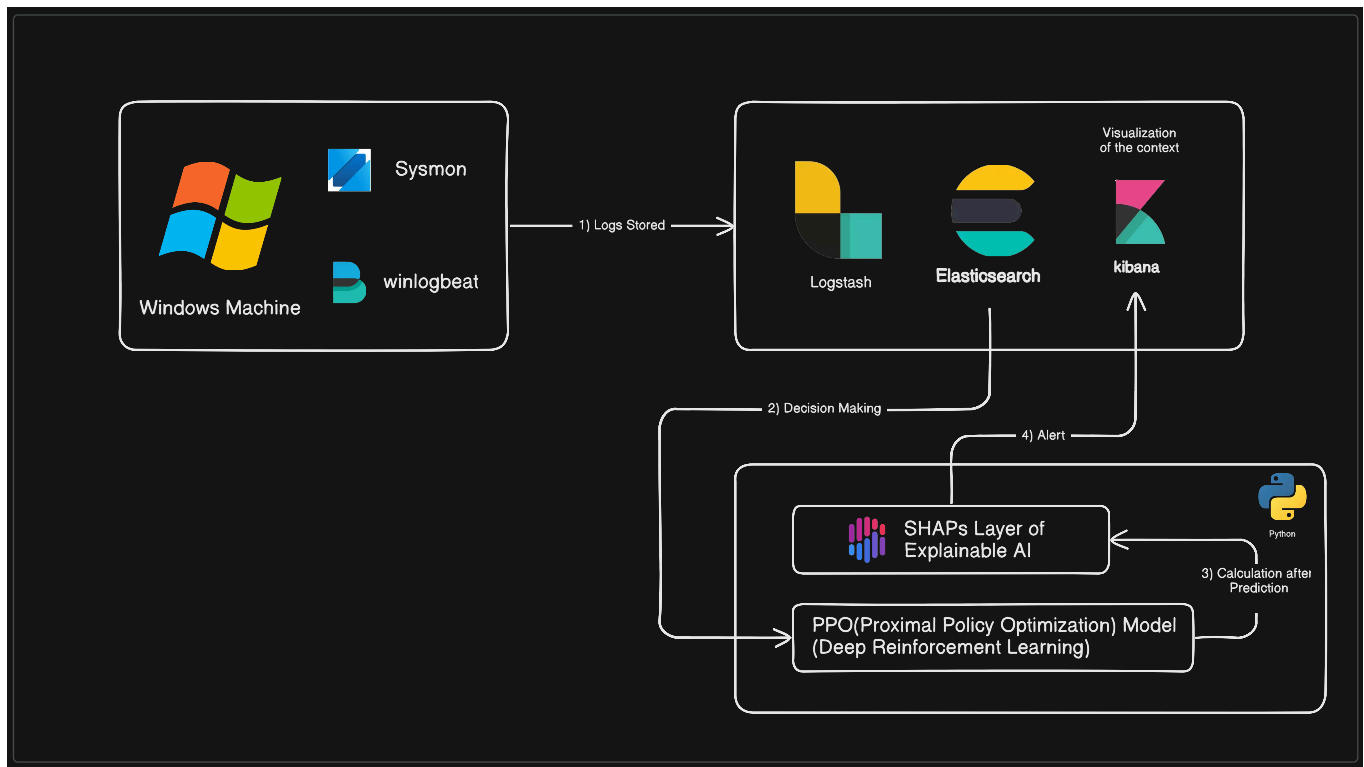 Sysmon
winlogbeat
Windows Machine
1) Logs Stored
Visualization
of the context
Logstash
Elasticsearch
kibana
2) Decision Making
4) Alert
SHAPs Layer of
Explainable AI
Python
3) Calculation after
Prediction
PPO(Proximal Policy Optimization) Model
(Deep Reinforcement Learning)